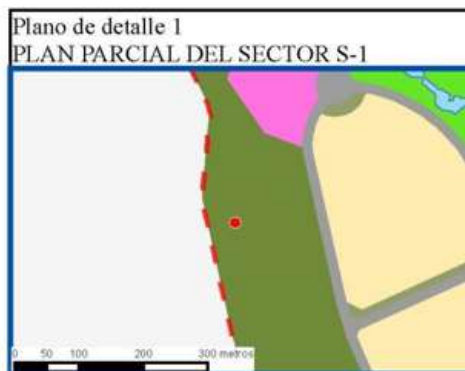 Plano de detalle 1
PLAN PARCIAL DEL SECTOR S-1
0 50 100 200 300 metros